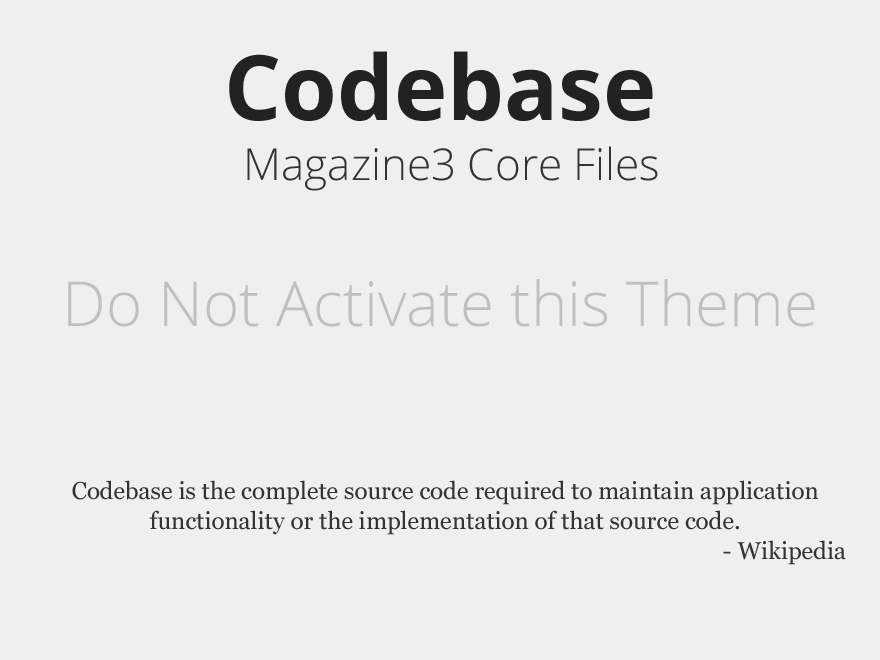 Codebase
Magazine3 Core Files
Do Not Activate this Theme
Codebase is the complete source code required to maintain application
functionality or the implementation of that source code.
- Wikipedia